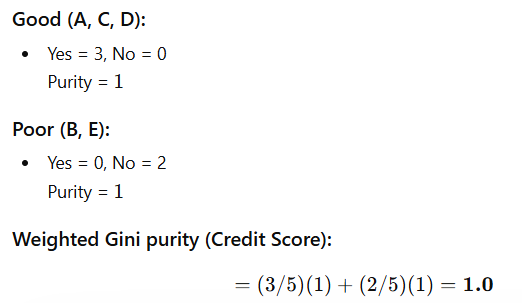 Good (A, C, D):
• Yes = 3, No = 0
Purity = 1
Poor (B, E):
• Yes = 0, No = 2
Purity = 1
Weighted Gini purity (Credit Score):
= (3/5)(1) + (2/5)(1) = 1.0